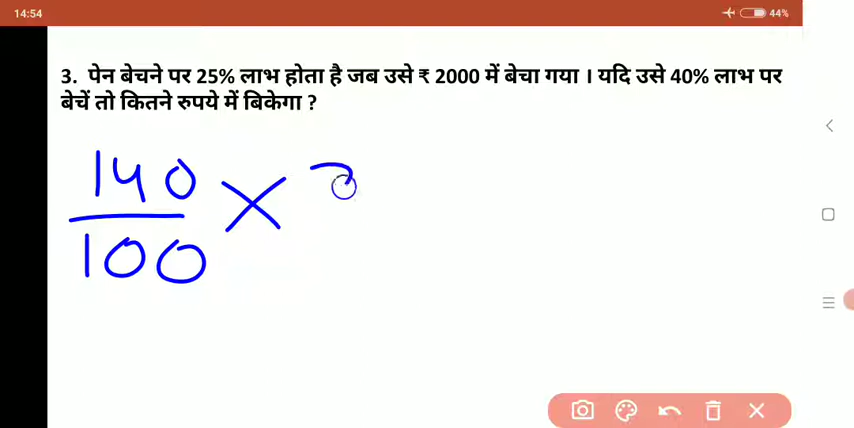 14:54
44%
3. पेन बेचने पर 25% लाभ होता है जब उसे ₹ 2000 में बेचा गया । यदि उसे 40% लाभ पर
बेचें तो कितने रुपये में बिकेगा ?
140
100
×